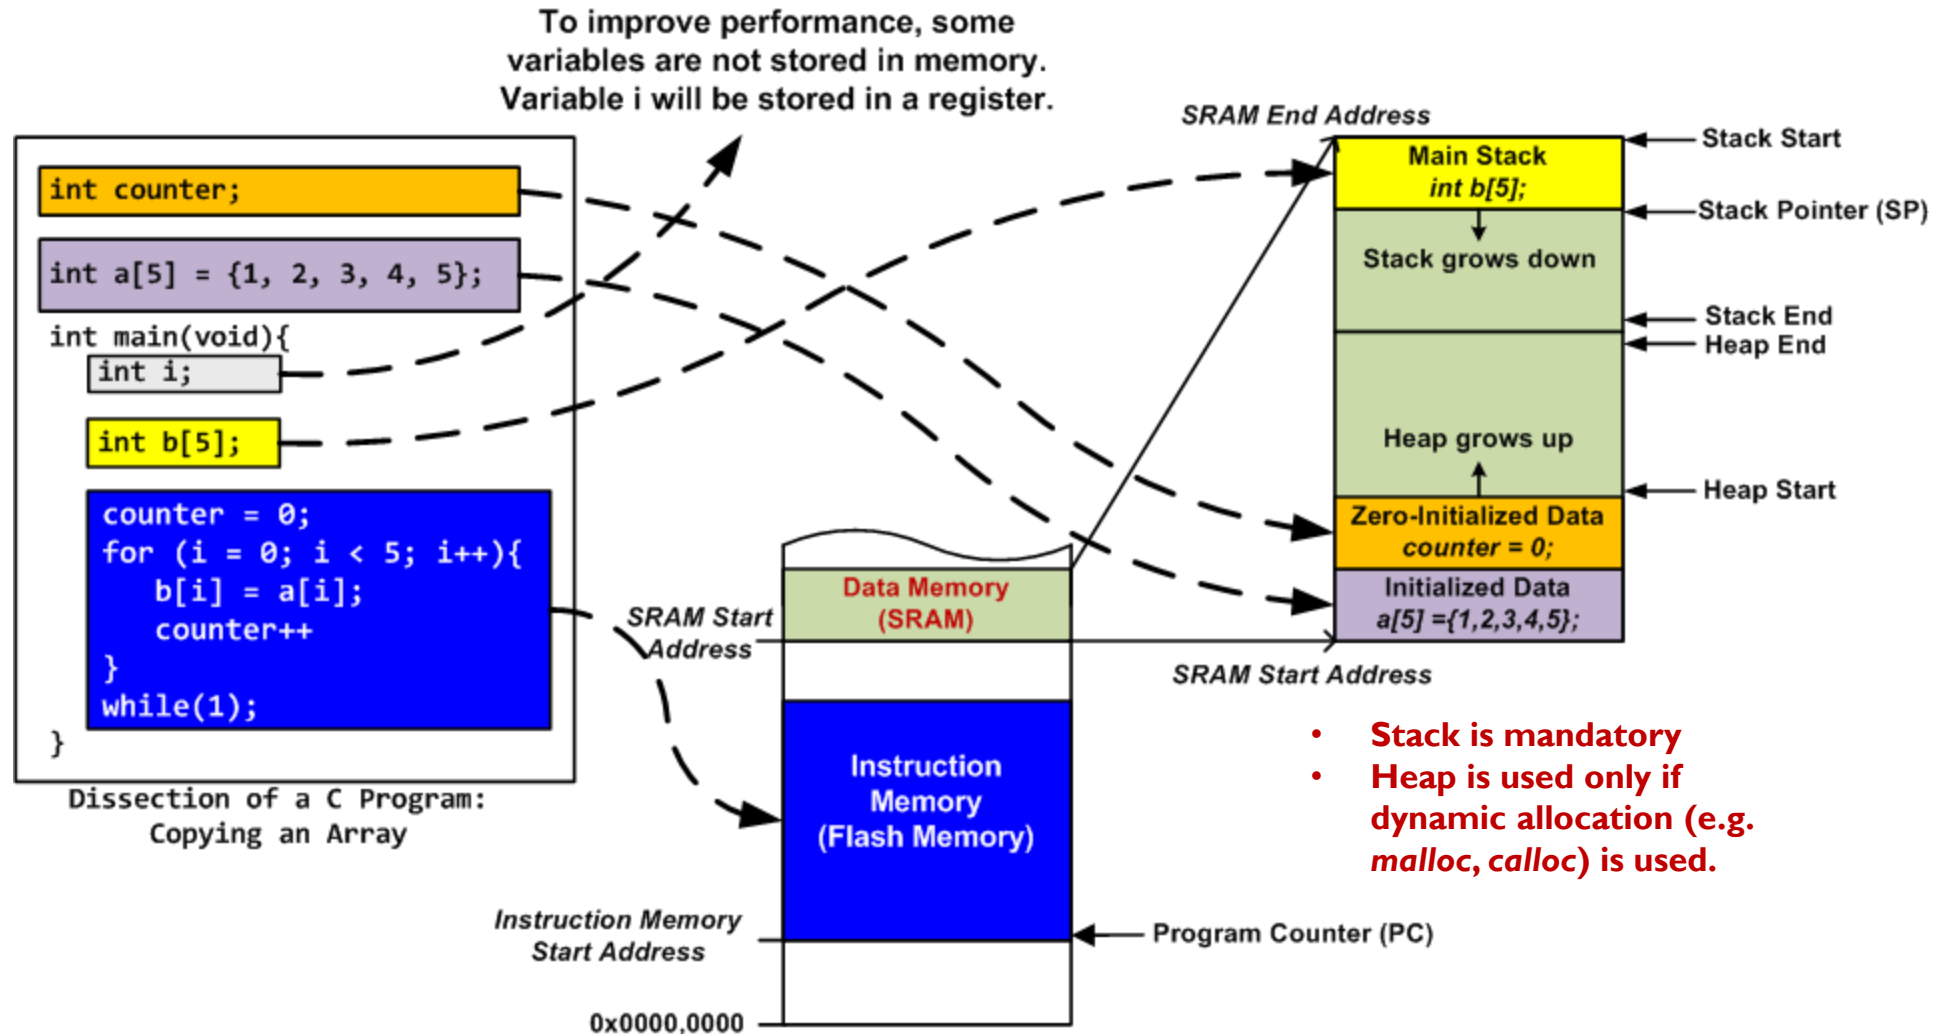 To improve performance, some
variables are not stored in memory.
Variable i will be stored in a register.
int counter;
int a[5] = {1, 2, 3, 4, 5};
int main(void){
int i;
int b[5];
counter = 0;
for (i = 0; i < 5; i++){
b[i] = a[i];
counter++
}
while(1);
}
Dissection of a C Program:
Copying an Array
SRAM End Address
Main Stack
int b[5];
Stack grows down
Heap grows up
Zero-Initialized Data
counter = 0;
Initialized Data
a[5] ={1,2,3,4,5};
Stack Start
Stack Pointer (SP)
Stack End
Heap End
Heap Start
SRAM Start Address
SRAM Start
Address
Data Memory
(SRAM)
Instruction
Memory
(Flash Memory)
Instruction Memory
Start Address
Program Counter (PC)
0x0000,0000
• Stack is mandatory
• Heap is used only if
dynamic allocation (e.g.
malloc, calloc) is used.